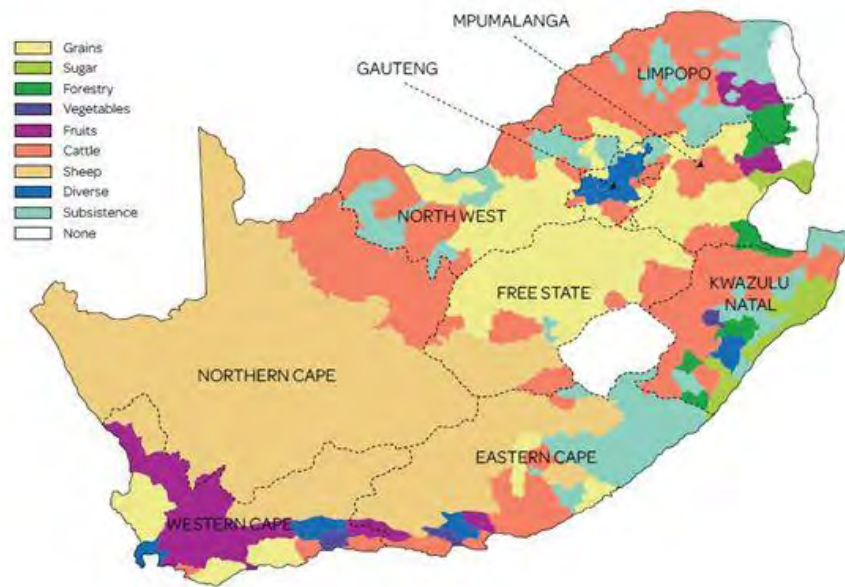 MPUMALANGA
GAUTENG
LIMPOPO
Grains
Sugar
Forestry
Vegetables
Fruits
Cattle
Sheep
Diverse
Subsistence
None
NORTH WEST
FREE STATE
KWAZULU
NATAL
NORTHERN CAPE
EASTERN CAPE
WESTERN CAPE